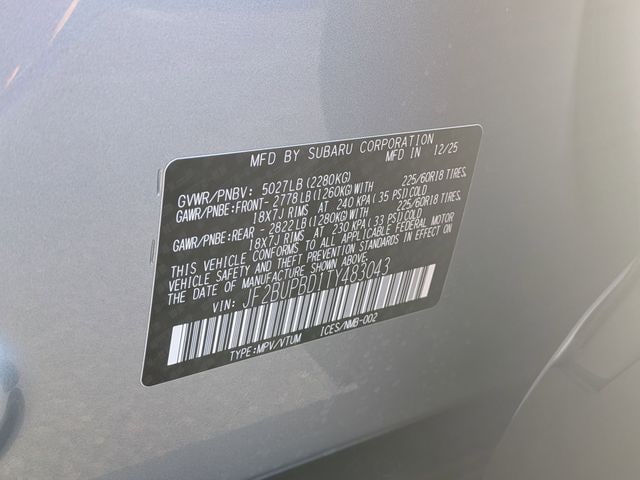 MFD BY SUBARU CORPORATION
MFD IN 12/25
GVWR/PNBV: 5027LB (2280KG)
GAWR/PNBE:FRONT- 2778LB(1260KG)WITH 225/60R18 TIRES,
18X7J RIMS AT 240 KPA(35 PSI)COLD
GAWR/PNBE:REAR - 2822LB(1280KG)WITH 225/60R18 TIRES,
18X7J RIMS AT 230 KPA(33 PSI)COLD
THIS VEHICLE CONFORMS TO ALL APPLICABLE FEDERAL MOTOR
VEHICLE SAFETY AND THEFT PREVENTION STANDARDS IN EFFECT ON
THE DATE OF MANUFACTURE SHOWN ABOVE.
VIN: JF2BUPBD1TY483043
TYPE:MPV/VTUM ICES/NMB-002